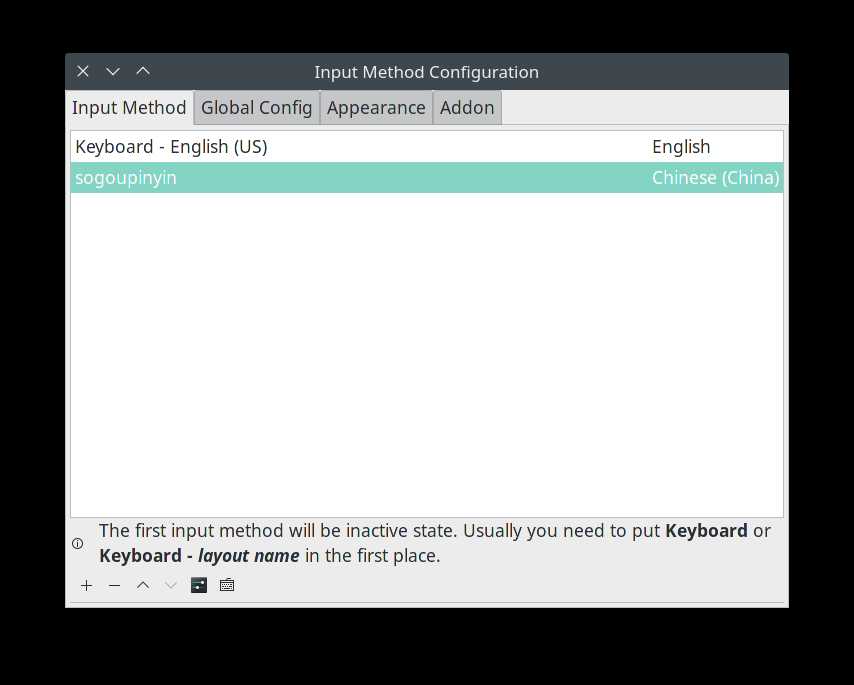 Input Method Configuration
Input Method Global Config Appearance Addon
Keyboard - English (US) English
sogoupinyin Chinese (China)
The first input method will be inactive state. Usually you need to put Keyboard or
Keyboard - layout name in the first place.